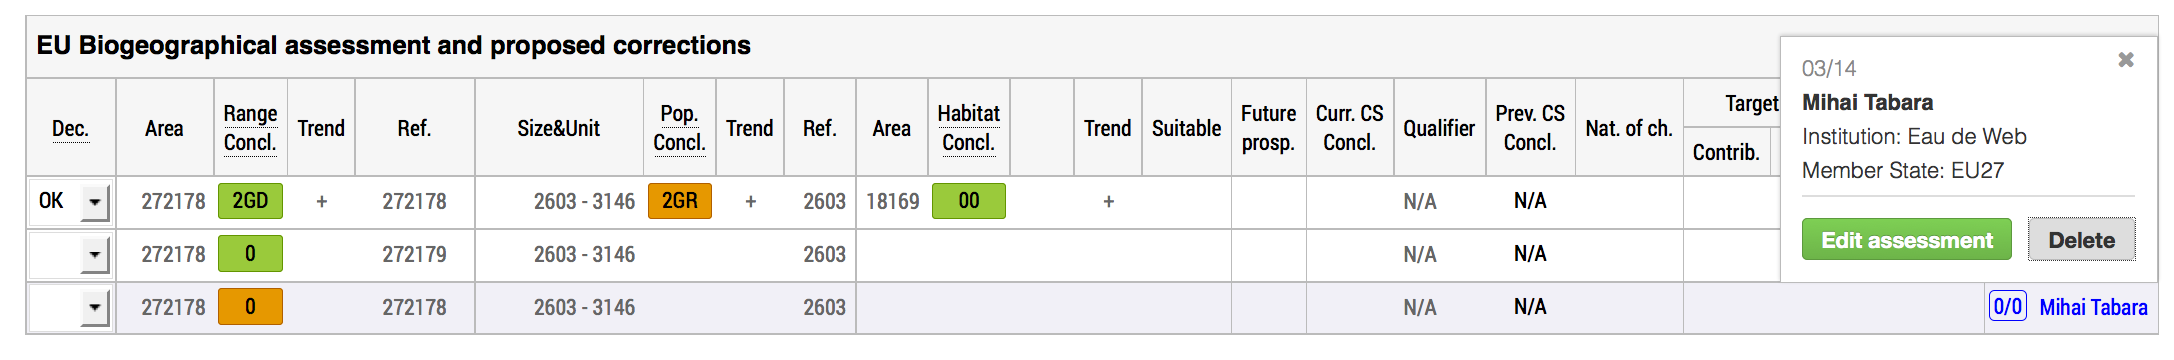 EU Biogeographical assessment and proposed corrections
Dec. Area Range Concl. Trend Ref. Size&Unit Pop. Concl. Trend Ref. Area Habitat Concl. Trend Suitable Future prosp. Curr. CS Concl. Qualifier Prev. CS Concl. Nat. of ch. Target
Contrib.
OK 272178 2GD + 272178 2603 - 3146 2GR + 2603 18169 00 + N/A N/A
272178 0 272179 2603 - 3146 2603 N/A N/A
272178 0 272178 2603 - 3146 2603 N/A N/A 0/0 Mihai Tabara
03/14
Mihai Tabara
Institution: Eau de Web
Member State: EU27
Edit assessment Delete